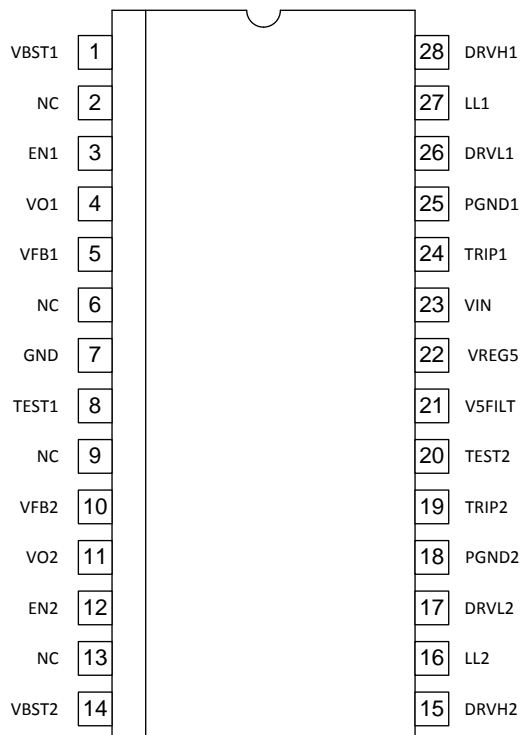 VBST1 1 28 DRVH1
NC 2 27 LL1
EN1 3 26 DRVL1
VO1 4 25 PGND1
VFB1 5 24 TRIP1
NC 6 23 VIN
GND 7 22 VREG5
TEST1 8 21 V5FILT
NC 9 20 TEST2
VFB2 10 19 TRIP2
VO2 11 18 PGND2
EN2 12 17 DRVL2
NC 13 16 LL2
VBST2 14 15 DRVH2